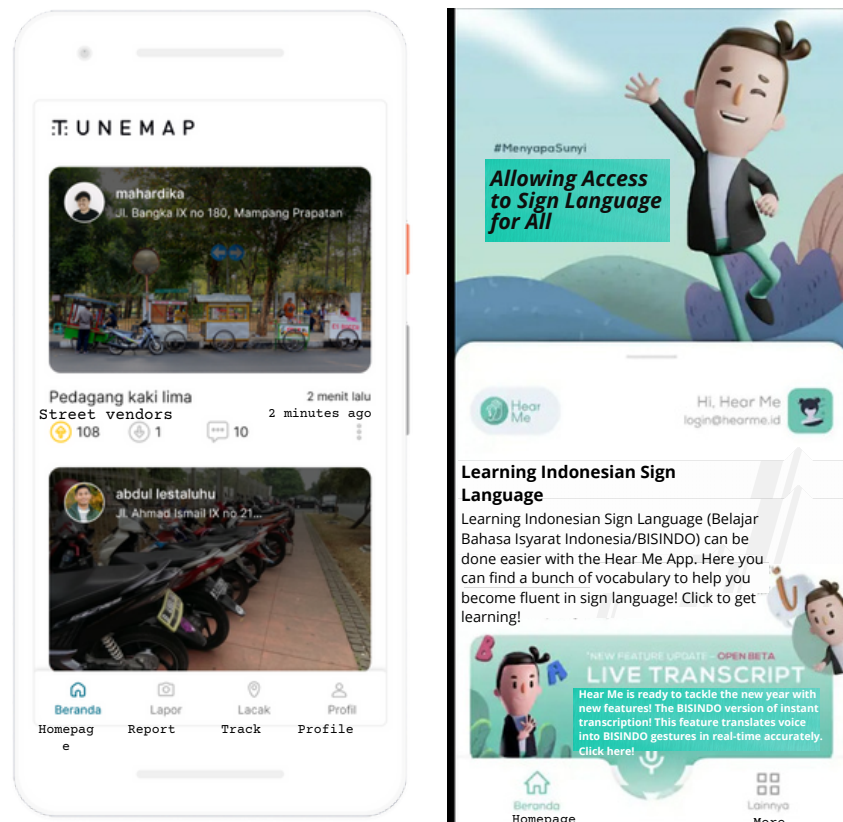 TUNEMAP
mahardika
Jl. Bangka IX no 180, Mampang Prapatan
Pedagang kaki lima
2 menit lalu
Street vendors
2 minutes ago
108
1
10
abdul lestaluhu
Jl. Ahmad Ismail IX no 21...
Beranda
Lapor
Lacak
Profil
Homepag
e
Report
Track
Profile
#MenyapaSunyi
Allowing Access
to Sign Language
for All
Hear
Me
Hi, Hear Me
login@hearme.id
Learning Indonesian Sign
Language
Learning Indonesian Sign Language (Belajar
Bahasa Isyarat Indonesia/BISINDO) can be
done easier with the Hear Me App. Here you
can find a bunch of vocabulary to help you
become fluent in sign language! Click to get
learning!
U
B
A
*NEW FEATURE UPDATE - OPEN BETA
LIVE TRANSCRIPT
Hear Me is ready to tackle the new year with
new features! The BISINDO version of instant
transcription! This feature translates voice
into BISINDO gestures in real-time accurately.
Click here!
Beranda
Homepage
Lainnya
More